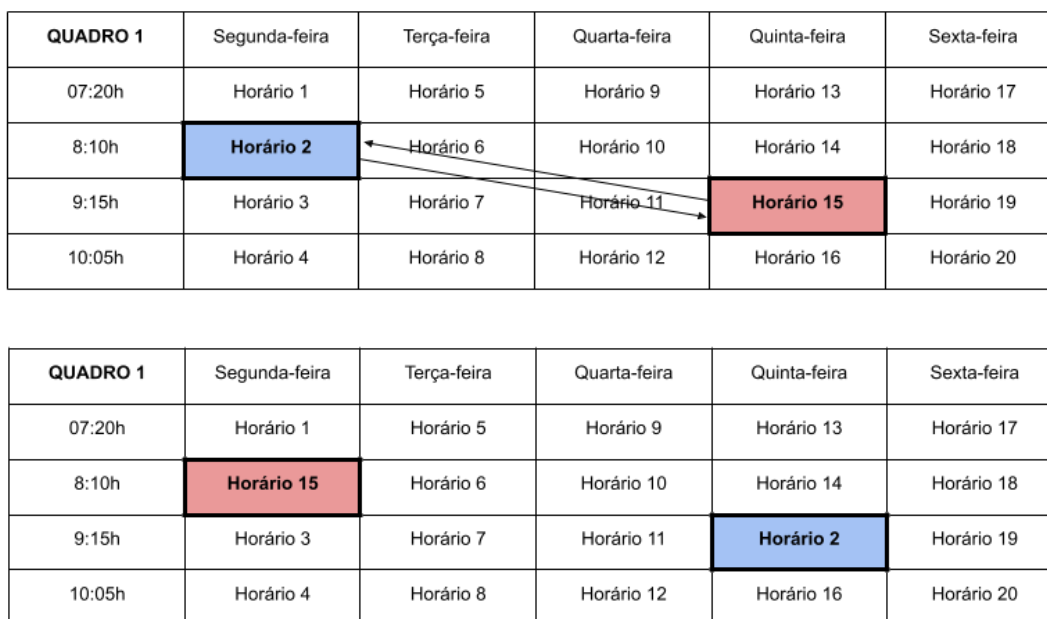 QUADRO 1 Segunda-feira Terça-feira Quarta-feira Quinta-feira Sexta-feira
07:20h Horário 1 Horário 5 Horário 9 Horário 13 Horário 17
8:10h Horário 2 Horário 6 Horário 10 Horário 14 Horário 18
9:15h Horário 3 Horário 7 Horário 11 Horário 15 Horário 19
10:05h Horário 4 Horário 8 Horário 12 Horário 16 Horário 20
QUADRO 1 Segunda-feira Terça-feira Quarta-feira Quinta-feira Sexta-feira
07:20h Horário 1 Horário 5 Horário 9 Horário 13 Horário 17
8:10h Horário 15 Horário 6 Horário 10 Horário 14 Horário 18
9:15h Horário 3 Horário 7 Horário 11 Horário 2 Horário 19
10:05h Horário 4 Horário 8 Horário 12 Horário 16 Horário 20